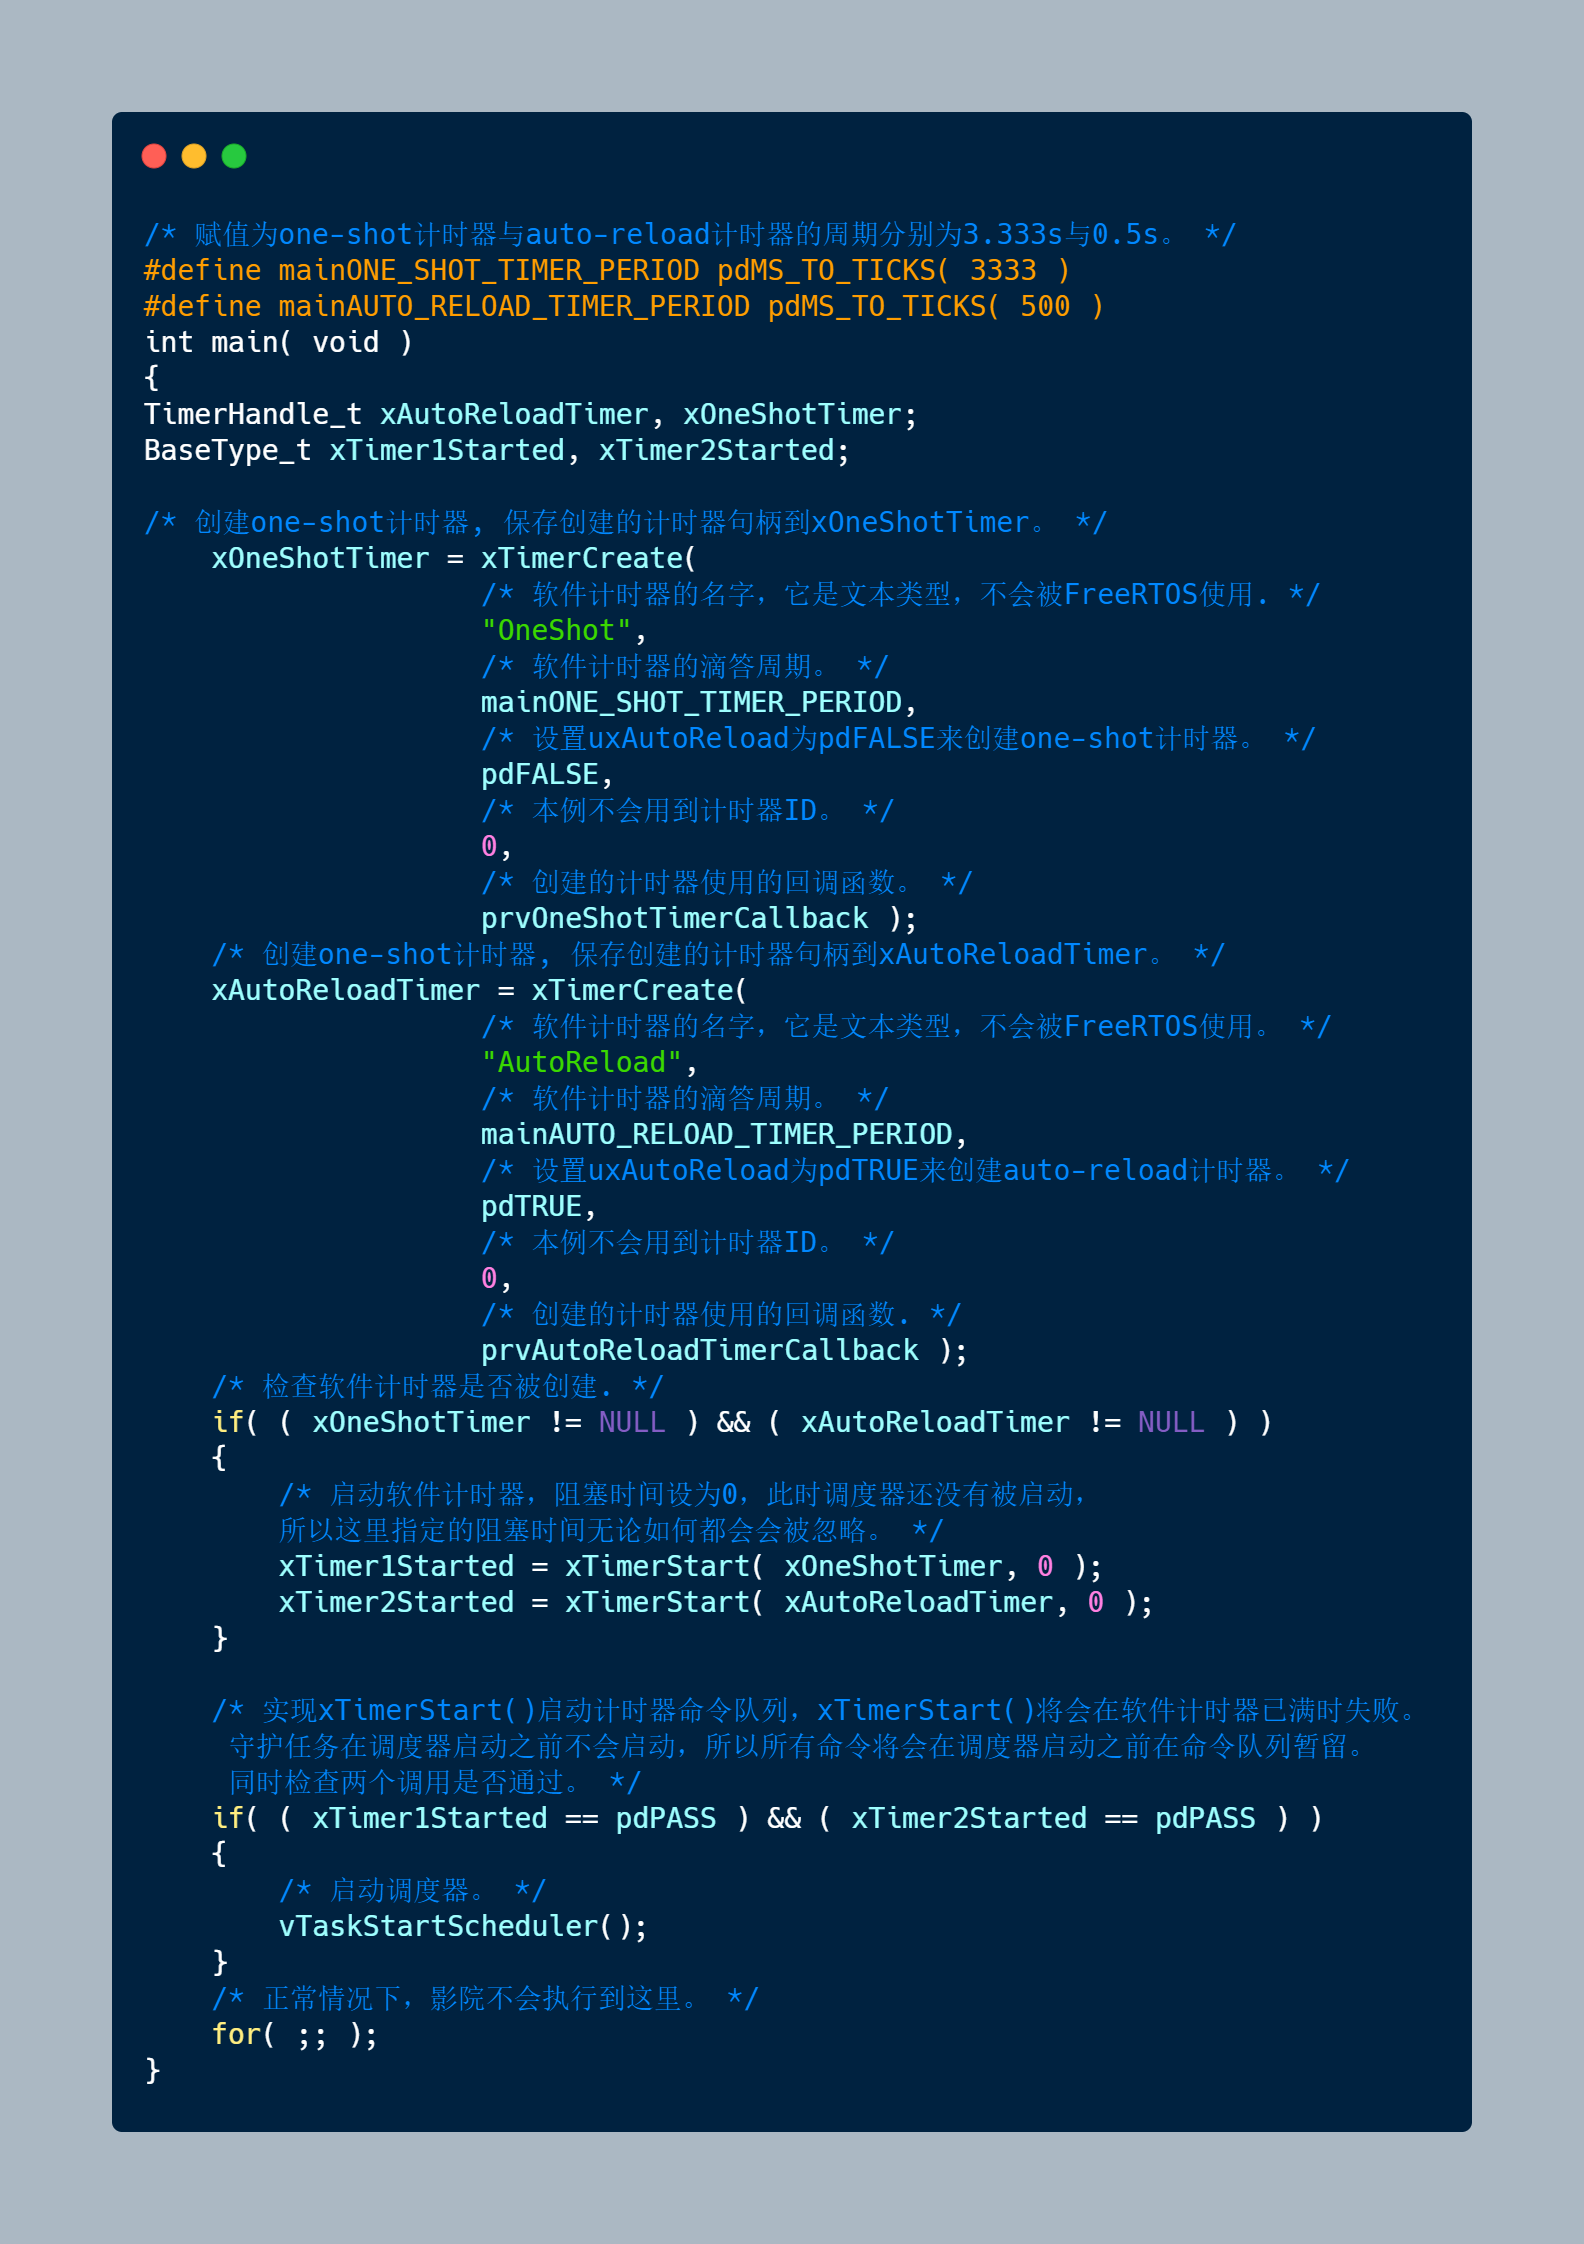 /* 赋值为one-shot计时器与auto-reload计时器的周期分别为3.333s与0.5s。 */
#define mainONE_SHOT_TIMER_PERIOD pdMS_TO_TICKS( 3333 )
#define mainAUTO_RELOAD_TIMER_PERIOD pdMS_TO_TICKS( 500 )
int main( void )
{
TimerHandle_t xAutoReloadTimer, xOneShotTimer;
BaseType_t xTimer1Started, xTimer2Started;
/* 创建one-shot计时器, 保存创建的计时器句柄到xOneShotTimer。 */
xOneShotTimer = xTimerCreate(
/* 软件计时器的名字，它是文本类型，不会被FreeRTOS使用. */
"OneShot",
/* 软件计时器的滴答周期。 */
mainONE_SHOT_TIMER_PERIOD,
/* 设置uxAutoReload为pdFALSE来创建one-shot计时器。 */
pdFALSE,
/* 本例不会用到计时器ID。 */
0,
/* 创建的计时器使用的回调函数。 */
prvOneShotTimerCallback );
/* 创建one-shot计时器, 保存创建的计时器句柄到xAutoReloadTimer。 */
xAutoReloadTimer = xTimerCreate(
/* 软件计时器的名字，它是文本类型，不会被FreeRTOS使用。 */
"AutoReload",
/* 软件计时器的滴答周期。 */
mainAUTO_RELOAD_TIMER_PERIOD,
/* 设置uxAutoReload为pdTRUE来创建auto-reload计时器。 */
pdTRUE,
/* 本例不会用到计时器ID。 */
0,
/* 创建的计时器使用的回调函数. */
prvAutoReloadTimerCallback );
/* 检查软件计时器是否被创建. */
if( ( xOneShotTimer != NULL ) && ( xAutoReloadTimer != NULL ) )
{
/* 启动软件计时器，阻塞时间设为0，此时调度器还没有被启动，
所以这里指定的阻塞时间无论如何都会会被忽略。 */
xTimer1Started = xTimerStart( xOneShotTimer, 0 );
xTimer2Started = xTimerStart( xAutoReloadTimer, 0 );
}
/* 实现xTimerStart()启动计时器命令队列，xTimerStart()将会在软件计时器已满时失败。
守护任务在调度器启动之前不会启动，所以所有命令将会在调度器启动之前在命令队列暂留。
同时检查两个调用是否通过。 */
if( ( xTimer1Started == pdPASS ) && ( xTimer2Started == pdPASS ) )
{
/* 启动调度器。 */
vTaskStartScheduler();
}
/* 正常情况下，影院不会执行到这里。 */
for( ;; );
}